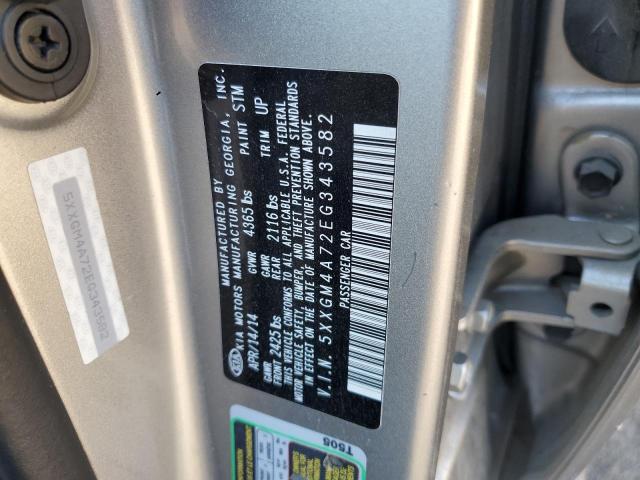 MANUFACTURED BY
KIA MOTORS MANUFACTURING GEORGIA, INC.
APR/14/14 GVWR 4365 lbs PAINT STM
GAWR FRONT 2425 lbs GAWR REAR 2116 lbs TRIM UP
THIS VEHICLE CONFORMS TO ALL APPLICABLE U.S.A. FEDERAL
MOTOR VEHICLE SAFETY, BUMPER, AND THEFT PREVENTION STANDARDS
IN EFFECT ON THE DATE OF MANUFACTURE SHOWN ABOVE.
V.I.N. 5XXGM4A72EG343582
PASSENGER CAR
5XXGM4A72EG343582
T505